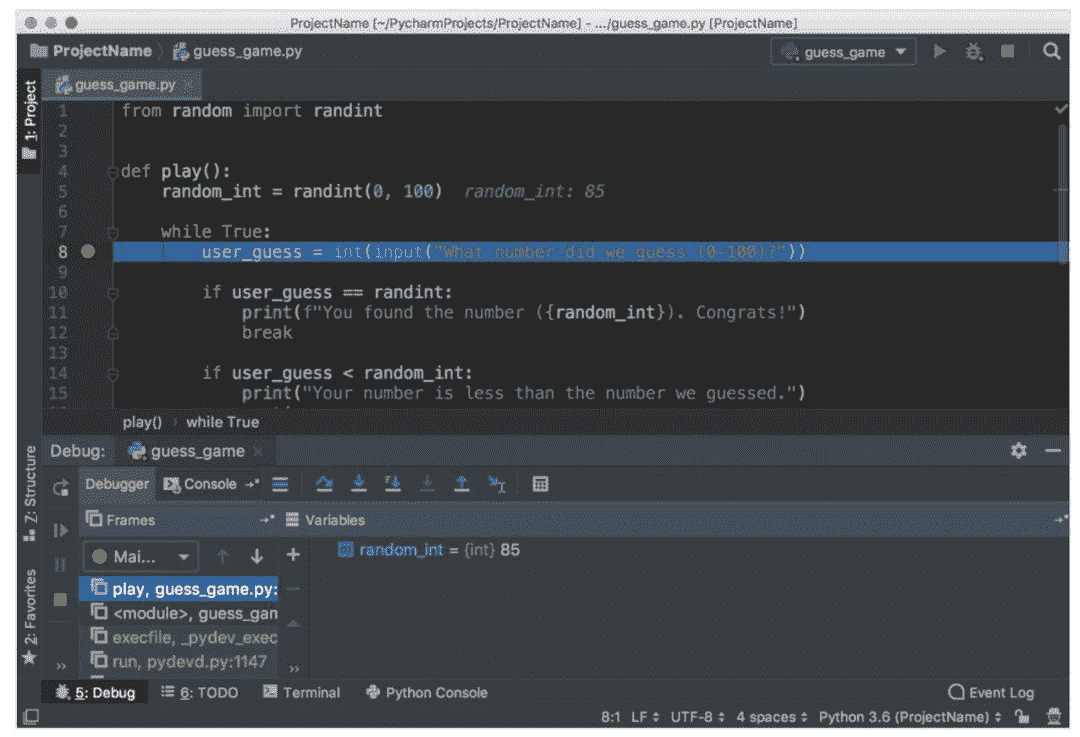 ProjectName [~/PycharmProjects/ProjectName] - .../guess_game.py [ProjectName]
ProjectName guess_game.py guess_game
guess_game.py
1: Project
1 from random import randint
2
3
4 def play():
5 random_int = randint(0, 100) random_int: 85
6
7 while True:
8 user_guess = int(input("What number did we guess (0-100)?"))
9
10 if user_guess == randint:
11 print(f"You found the number ({random_int}). Congrats!")
12 break
13
14 if user_guess < random_int:
15 print("Your number is less than the number we guessed.")
play() while True
Debug: guess_game
Debugger Console
Z: Structure
Frames Variables
Mai... random_int = {int} 85
play, guess_game.py:
<module>, guess_gan
execfile, _pydev_exec
run, pydevd.py:1147
2: Favorites
5: Debug 6: TODO Terminal Python Console Event Log
8:1 LF UTF-8 4 spaces Python 3.6 (ProjectName)